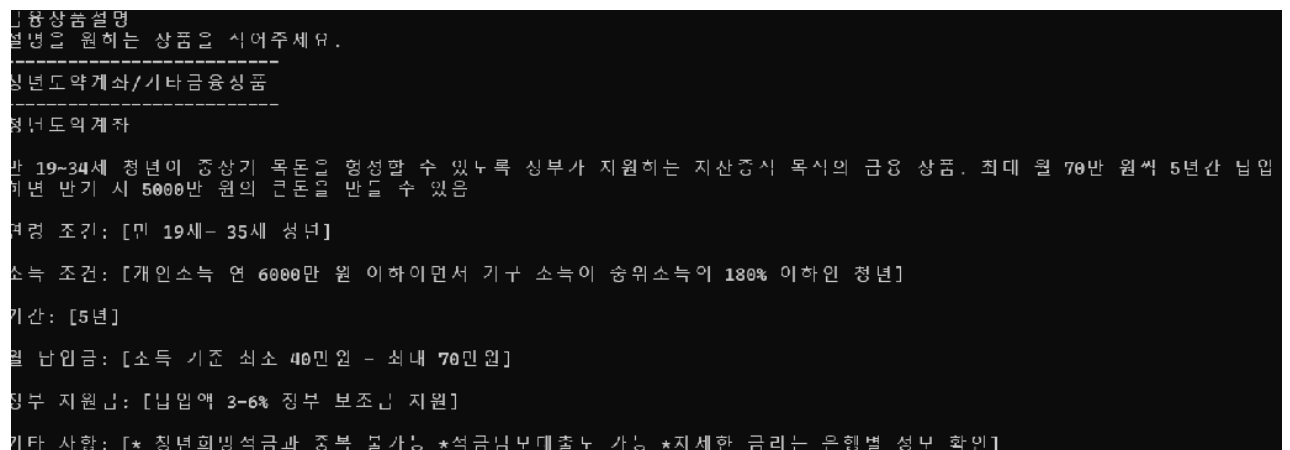 금융상품설명
설명을 원하는 상품을 적어주세요.
---------------------------
청년도약계좌/기타금융상품
---------------------------
청년도약계좌
만 19~34세 청년이 중장기 목돈을 형성할 수 있도록 정부가 지원하는 자산증식 목적의 금융 상품. 최대 월 70만 원씩 5년간 납입
하면 만기 시 5000만 원의 큰돈을 만들 수 있음
연령 조건: [만 19세- 35세 청년]
소득 조건: [개인소득 연 6000만 원 이하이면서 가구 소득이 중위소득의 180% 이하인 청년]
기간: [5년]
월 납입금: [소득 기준 최소 40만원 - 최대 70만원]
정부 지원금: [납입액 3-6% 정부 보조금 지원]
기타 사항: [* 청년희망적금과 중복 불가능 *적금담보대출도 가능 *자세한 금리는 은행별 정보 확인]